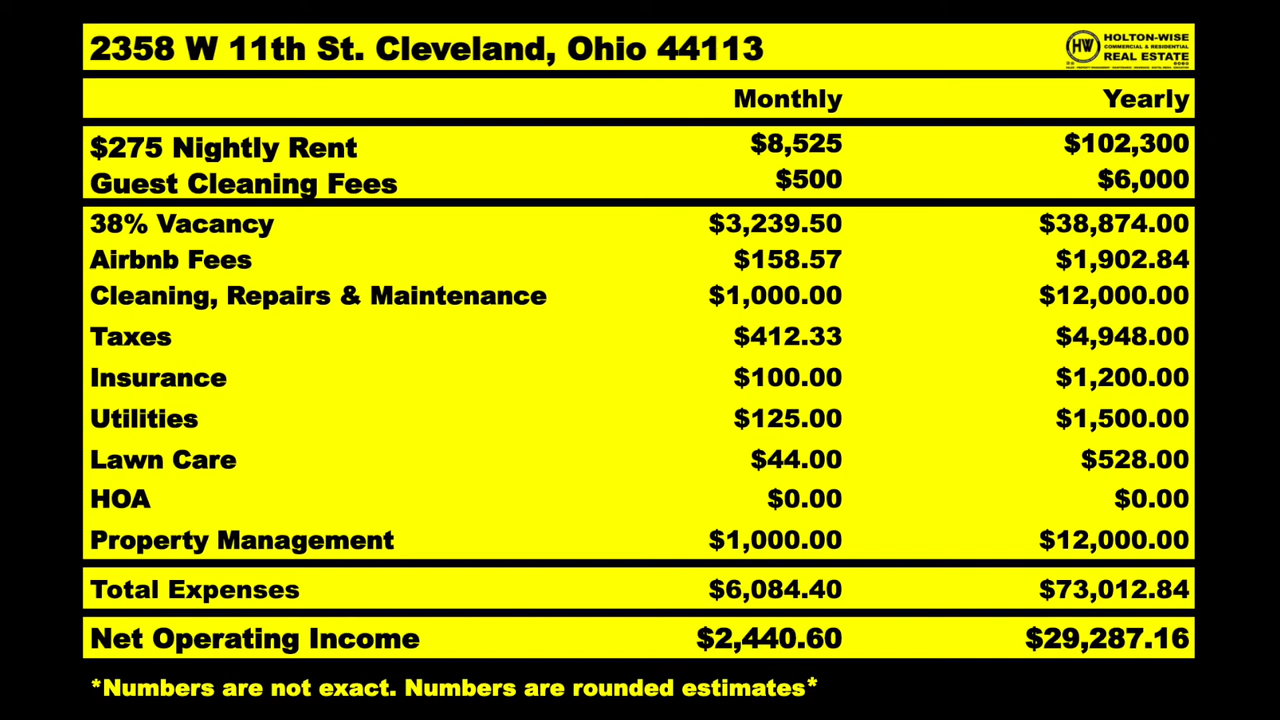 2358 W 11th St. Cleveland, Ohio 44113
HW HOLTON-WISE
COMMERCIAL & RESIDENTIAL
REAL ESTATE
Monthly Yearly
$275 Nightly Rent $8,525 $102,300
Guest Cleaning Fees $500 $6,000
38% Vacancy $3,239.50 $38,874.00
Airbnb Fees $158.57 $1,902.84
Cleaning, Repairs & Maintenance $1,000.00 $12,000.00
Taxes $412.33 $4,948.00
Insurance $100.00 $1,200.00
Utilities $125.00 $1,500.00
Lawn Care $44.00 $528.00
HOA $0.00 $0.00
Property Management $1,000.00 $12,000.00
Total Expenses $6,084.40 $73,012.84
Net Operating Income $2,440.60 $29,287.16
*Numbers are not exact. Numbers are rounded estimates*